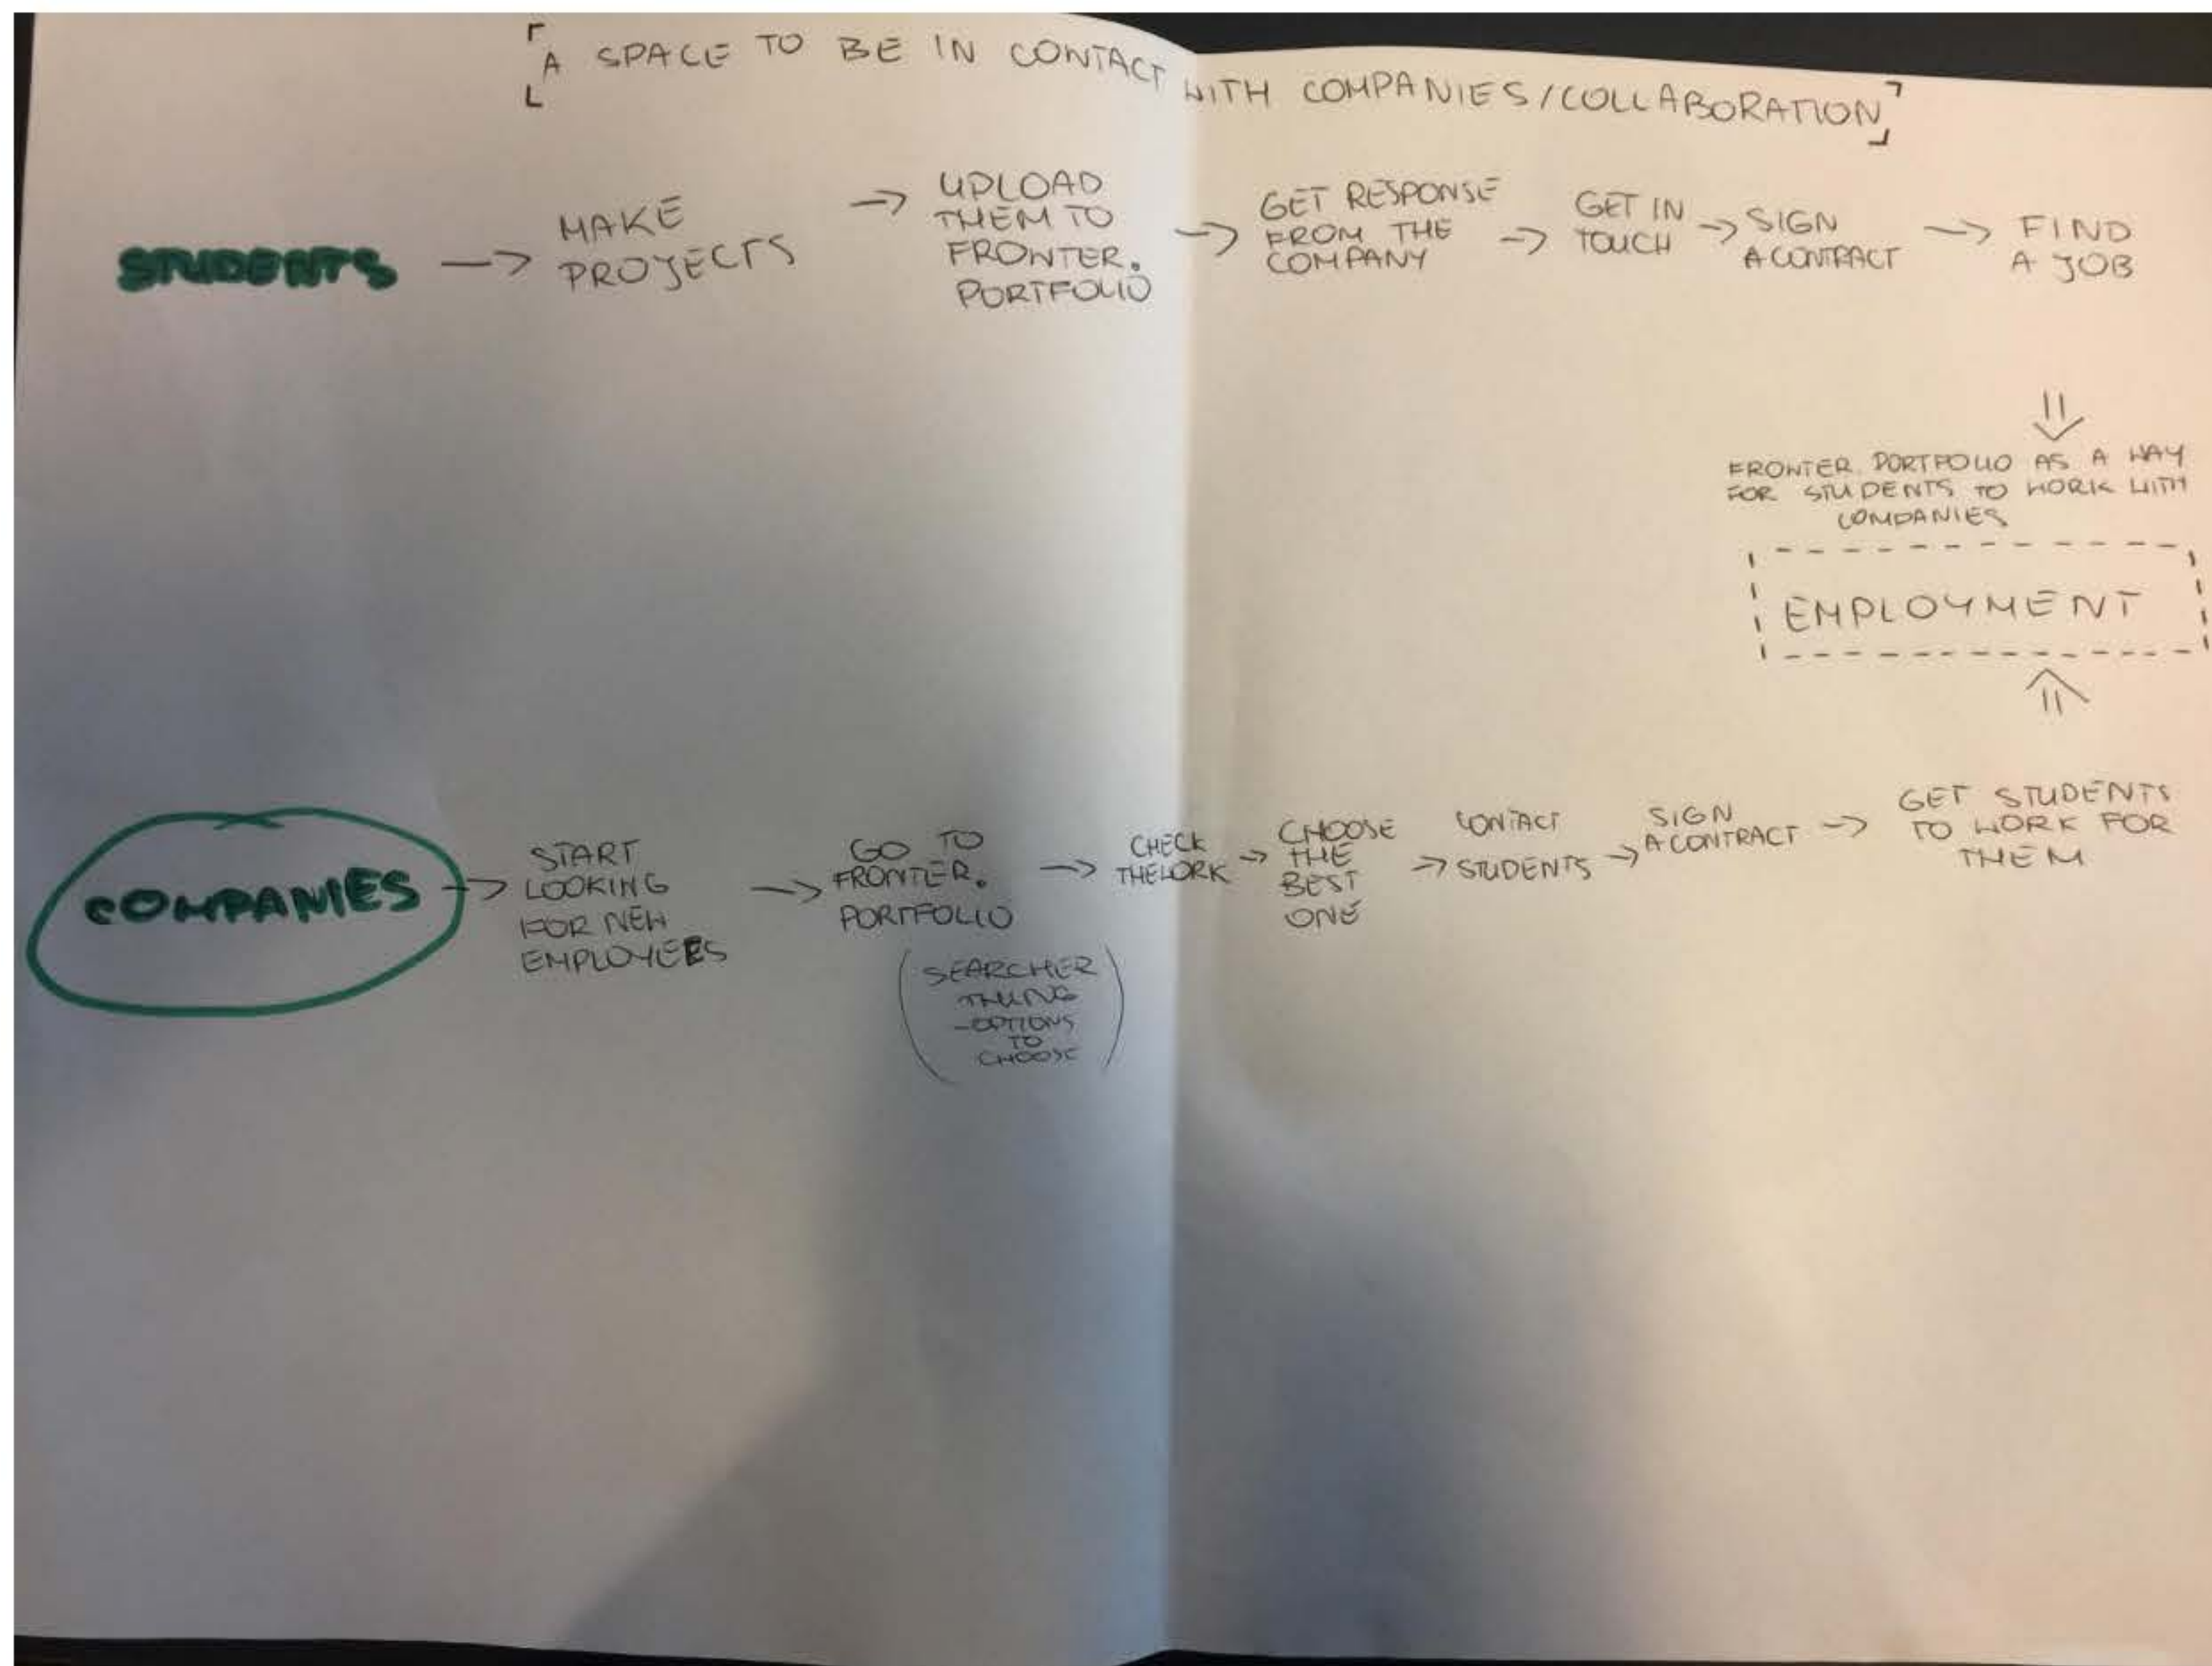 A SPACE TO BE IN CONTACT WITH COMPANIES/COLLABORATION
STUDENTS
MAKE
PROJECTS
UPLOAD
THEM TO
FRONTER.
PORTFOLIO
GET RESPONSE
FROM THE
COMPANY
GET IN
TOUCH
SIGN
A CONTRACT
FIND
A JOB
FRONTER. PORTFOLIO AS A WAY
FOR STUDENTS TO WORK WITH
COMPANIES
EMPLOYMENT
COMPANIES
START
LOOKING
FOR NEW
EMPLOYEES
GO TO
FRONTER.
PORTFOLIO
(SEARCHER
THING
-OPTIONS
TO
CHOOSE)
CHECK
THE WORK
CHOOSE
THE
BEST
ONE
CONTACT
STUDENTS
SIGN
A CONTRACT
GET STUDENTS
TO WORK FOR
THEM